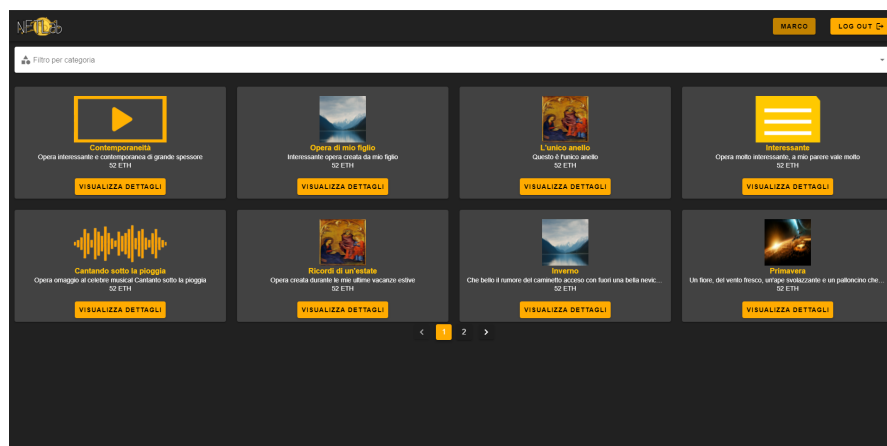 MARCO
LOG OUT
Filtro per categoria
Contemporaneità
Opera interessante e contemporanea di grande spessore
52 ETH
VISUALIZZA DETTAGLI
Opera di mio figlio
Interessante opera creata da mio figlio
52 ETH
VISUALIZZA DETTAGLI
L'unico anello
Questo è l'unico anello
52 ETH
VISUALIZZA DETTAGLI
Interessante
Opera molto interessante, a mio parere vale molto
52 ETH
VISUALIZZA DETTAGLI
Cantando sotto la pioggia
Opera omaggio al celebre musical Cantando sotto la pioggia
52 ETH
VISUALIZZA DETTAGLI
Ricordi di un'estate
Opera creata durante le mie ultime vacanze estive
52 ETH
VISUALIZZA DETTAGLI
Inverno
Che bello il rumore del caminetto acceso con fuori una bella nevic...
52 ETH
VISUALIZZA DETTAGLI
Primavera
Un fiore, del vento fresco, un'ape svolazzante e un palloncino che...
52 ETH
VISUALIZZA DETTAGLI
1 2